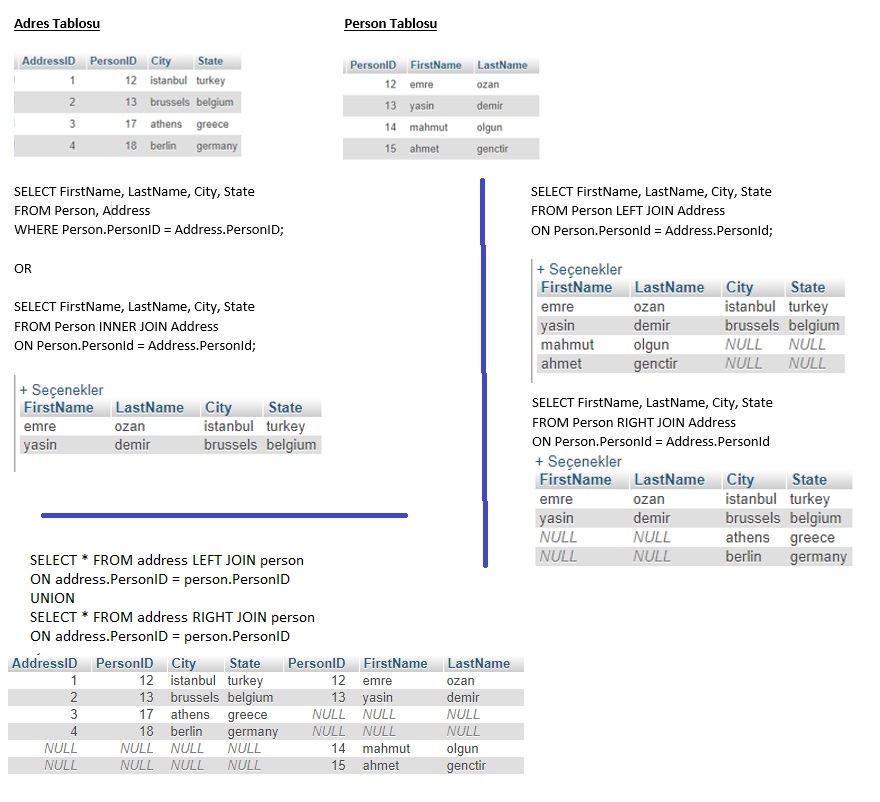 Adres Tablosu
AddressID PersonID City State
1 12 istanbul turkey
2 13 brussels belgium
3 17 athens greece
4 18 berlin germany
Person Tablosu
PersonID FirstName LastName
12 emre ozan
13 yasin demir
14 mahmut olgun
15 ahmet genctir
SELECT FirstName, LastName, City, State
FROM Person, Address
WHERE Person.PersonID = Address.PersonID;
OR
SELECT FirstName, LastName, City, State
FROM Person INNER JOIN Address
ON Person.PersonId = Address.PersonId;
+ Seçenekler
FirstName LastName City State
emre ozan istanbul turkey
yasin demir brussels belgium
SELECT FirstName, LastName, City, State
FROM Person LEFT JOIN Address
ON Person.PersonId = Address.PersonId;
+ Seçenekler
FirstName LastName City State
emre ozan istanbul turkey
yasin demir brussels belgium
mahmut olgun NULL NULL
ahmet genctir NULL NULL
SELECT FirstName, LastName, City, State
FROM Person RIGHT JOIN Address
ON Person.PersonId = Address.PersonId
+ Seçenekler
FirstName LastName City State
emre ozan istanbul turkey
yasin demir brussels belgium
NULL NULL athens greece
NULL NULL berlin germany
SELECT * FROM address LEFT JOIN person
ON address.PersonID = person.PersonID
UNION
SELECT * FROM address RIGHT JOIN person
ON address.PersonID = person.PersonID
AddressID PersonID City State PersonID FirstName LastName
1 12 istanbul turkey 12 emre ozan
2 13 brussels belgium 13 yasin demir
3 17 athens greece NULL NULL NULL
4 18 berlin germany NULL NULL NULL
NULL NULL NULL NULL 14 mahmut olgun
NULL NULL NULL NULL 15 ahmet genctir